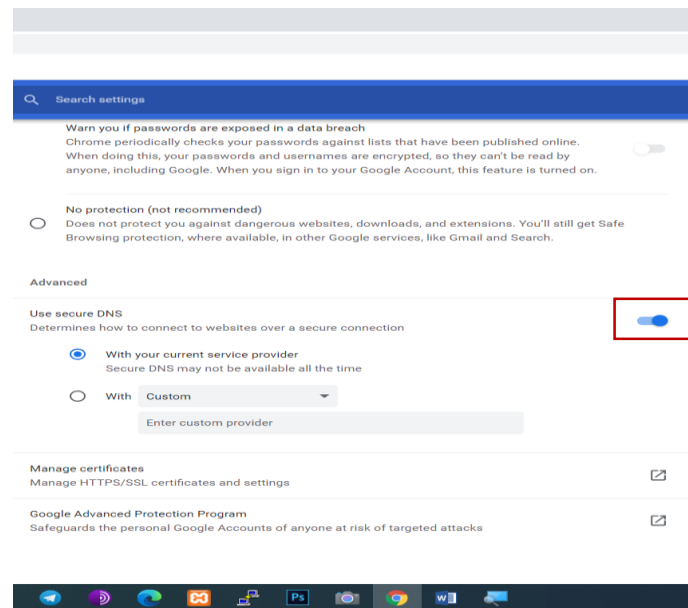 Search settings
Warn you if passwords are exposed in a data breach
Chrome periodically checks your passwords against lists that have been published online.
When doing this, your passwords and usernames are encrypted, so they can't be read by
anyone, including Google. When you sign in to your Google Account, this feature is turned on.
No protection (not recommended)
Does not protect you against dangerous websites, downloads, and extensions. You'll still get Safe
Browsing protection, where available, in other Google services, like Gmail and Search.
Advanced
Use secure DNS
Determines how to connect to websites over a secure connection
With your current service provider
Secure DNS may not be available all the time
With Custom
Enter custom provider
Manage certificates
Manage HTTPS/SSL certificates and settings
Google Advanced Protection Program
Safeguards the personal Google Accounts of anyone at risk of targeted attacks
Ps
W